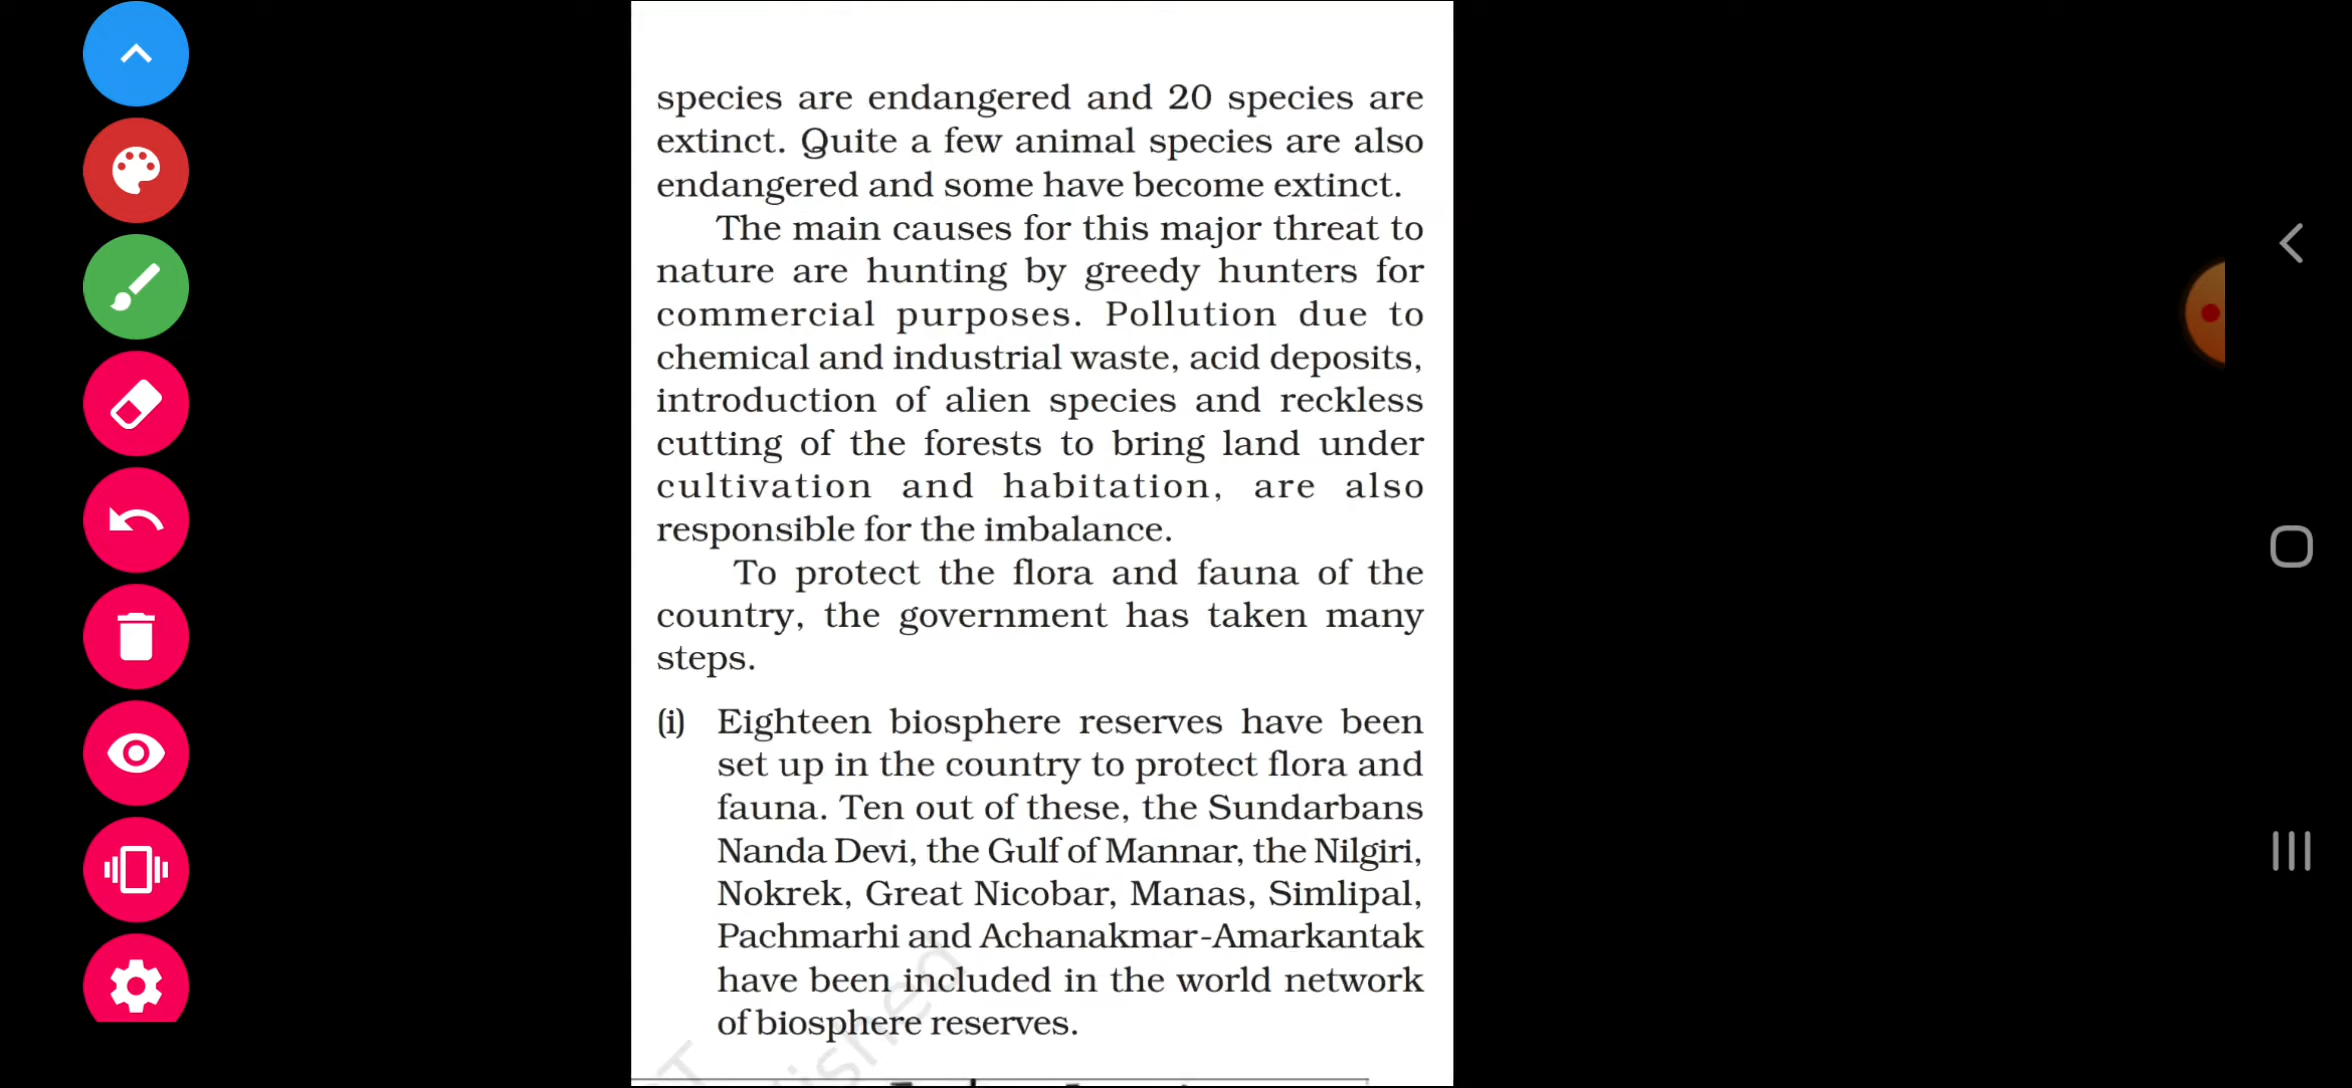 species are endangered and 20 species are
extinct. Quite a few animal species are also
endangered and some have become extinct.
The main causes for this major threat to
nature are hunting by greedy hunters for
commercial purposes. Pollution due to
chemical and industrial waste, acid deposits,
introduction of alien species and reckless
cutting of the forests to bring land under
cultivation and habitation, are also
responsible for the imbalance.
To protect the flora and fauna of the
country, the government has taken many
steps.
(i) Eighteen biosphere reserves have been
set up in the country to protect flora and
fauna. Ten out of these, the Sundarbans
Nanda Devi, the Gulf of Mannar, the Nilgiri,
Nokrek, Great Nicobar, Manas, Simlipal,
Pachmarhi and Achanakmar-Amarkantak
have been included in the world network
of biosphere reserves.